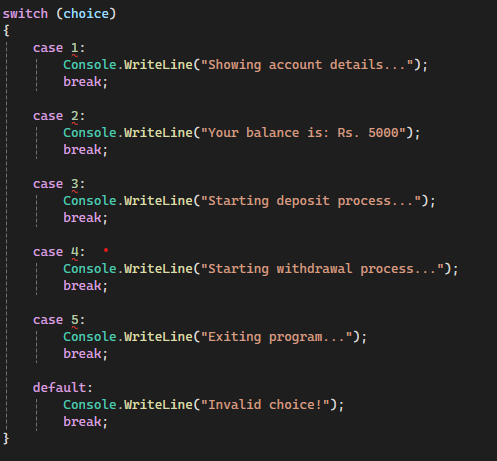 switch (choice)
{
case 1:
Console.WriteLine("Showing account details...");
break;
case 2:
Console.WriteLine("Your balance is: Rs. 5000");
break;
case 3:
Console.WriteLine("Starting deposit process...");
break;
case 4:
Console.WriteLine("Starting withdrawal process...");
break;
case 5:
Console.WriteLine("Exiting program...");
break;
default:
Console.WriteLine("Invalid choice!");
break;
}